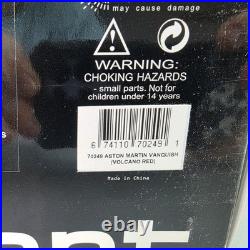 may cause damage
WARNING:
CHOKING HAZARDS
- small parts. Not for
children under 14 years
6 74110 70249 1
70249 ASTON MARTIN VANQUISH
(VOLCANO RED)
Made in China